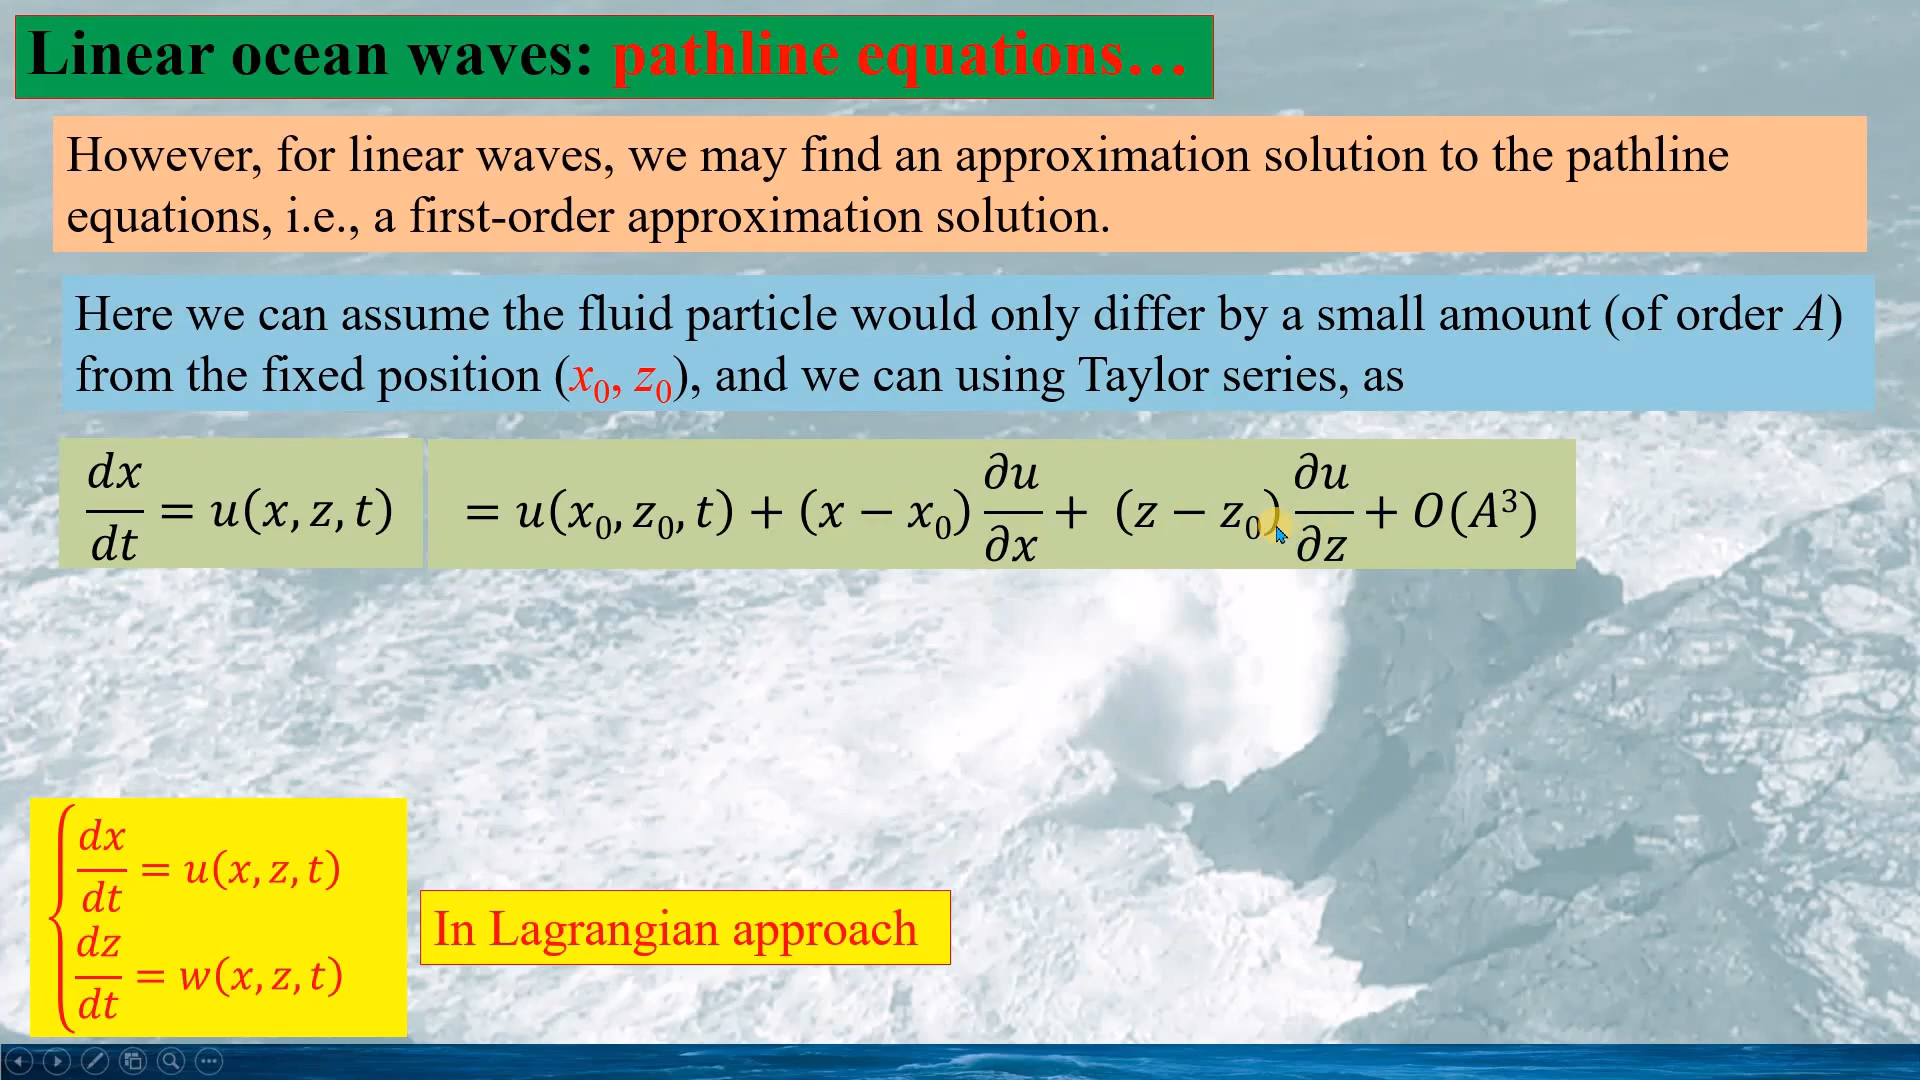 Linear ocean waves: pathline equations…
However, for linear waves, we may find an approximation solution to the pathline
equations, i.e., a first-order approximation solution.
Here we can assume the fluid particle would only differ by a small amount (of order A)
from the fixed position (x₀, z₀), and we can using Taylor series, as
dx/dt = u(x, z, t) = u(x₀, z₀, t) + (x − x₀) ∂u/∂x + (z − z₀) ∂u/∂z + O(A³)
dx/dt = u(x, z, t)
dz/dt = w(x, z, t)
In Lagrangian approach